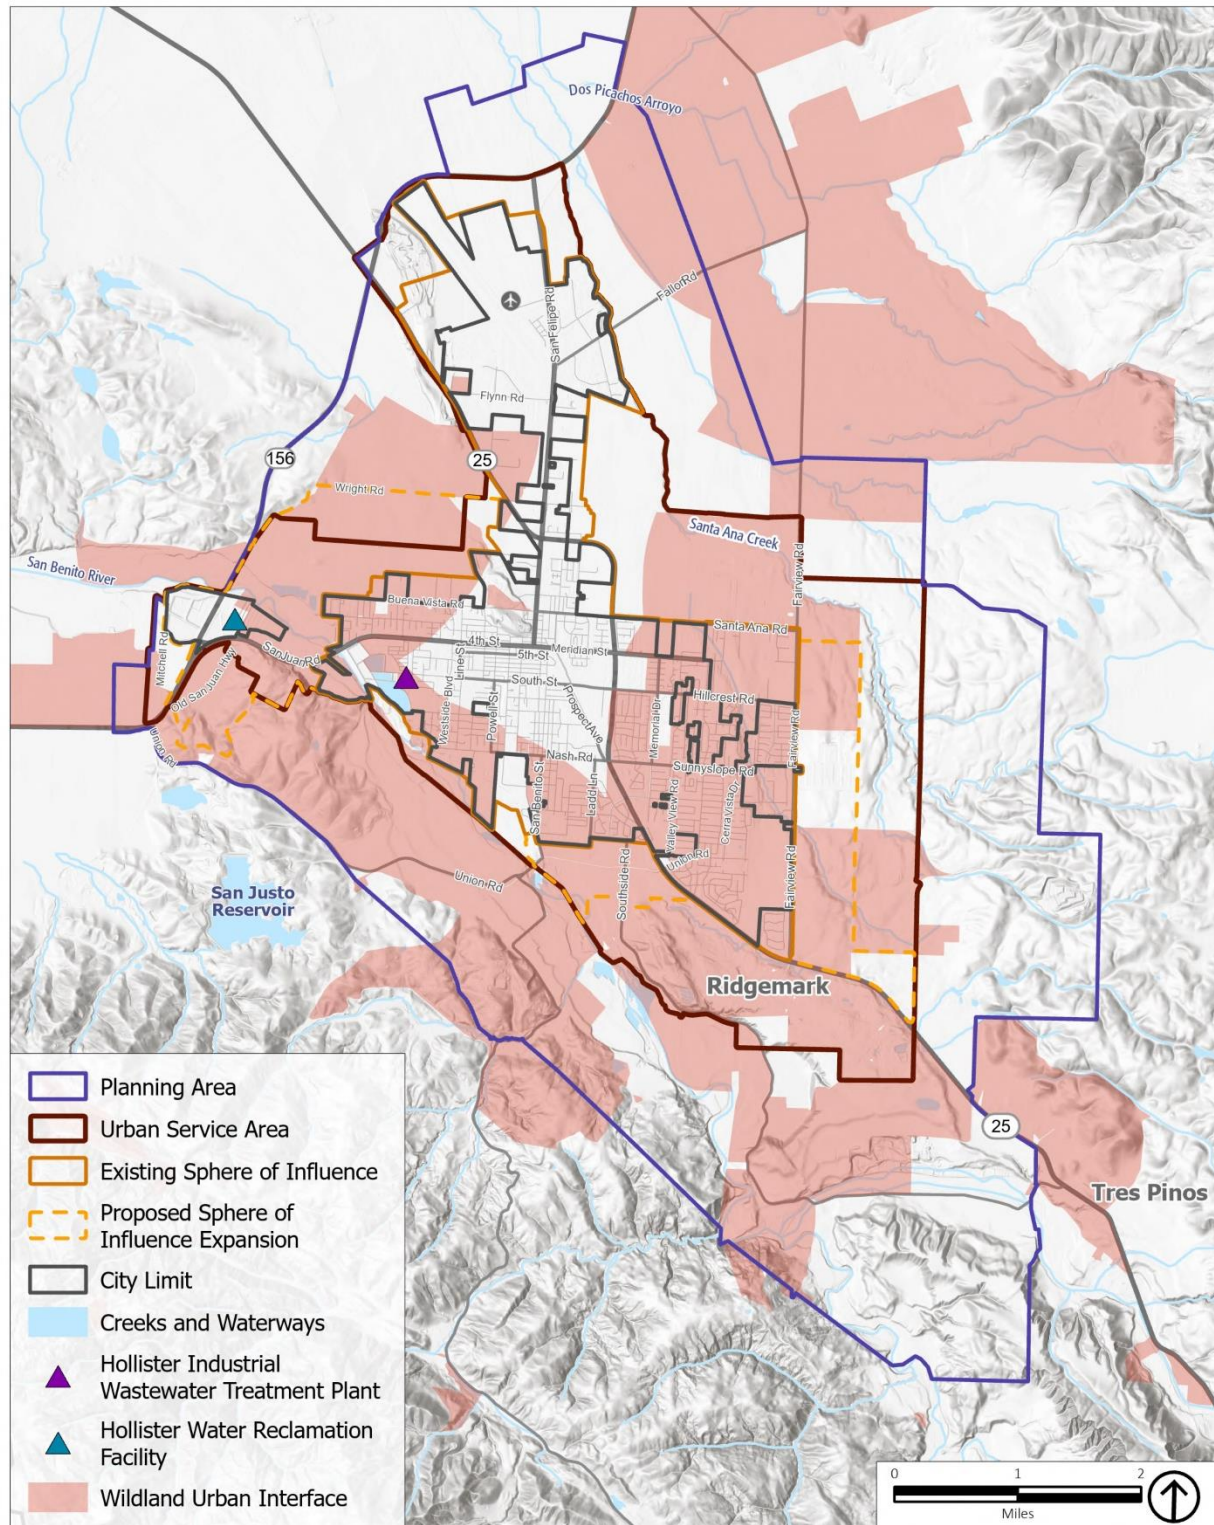 Dos Picachos Arroyo
San Felipe Rd
Fallon Rd
Flynn Rd
156
25
Wright Rd
Santa Ana Creek
San Benito River
Fairview Rd
Buena Vista Rd
Santa Ana Rd
Mitchell Rd
San Juan Rd
4th St
Meridian St
5th St
Line St
Old San Juan Hwy
South St
Hillcrest Rd
Westside Blvd
Powell St
Prospect Ave
Memorial Dr
Fairview Rd
Union Rd
Nash Rd
Sunnyslope Rd
San Benito St
Ladd Ln
Valley View Rd
Cerra Vista Dr
Union Rd
Union Rd
Southside Rd
Fairview Rd
San Justo
Reservoir
Ridgemark
25
Tres Pinos
Planning Area
Urban Service Area
Existing Sphere of Influence
Proposed Sphere of
Influence Expansion
City Limit
Creeks and Waterways
Hollister Industrial
Wastewater Treatment Plant
Hollister Water Reclamation
Facility
Wildland Urban Interface
0 1 2
Miles